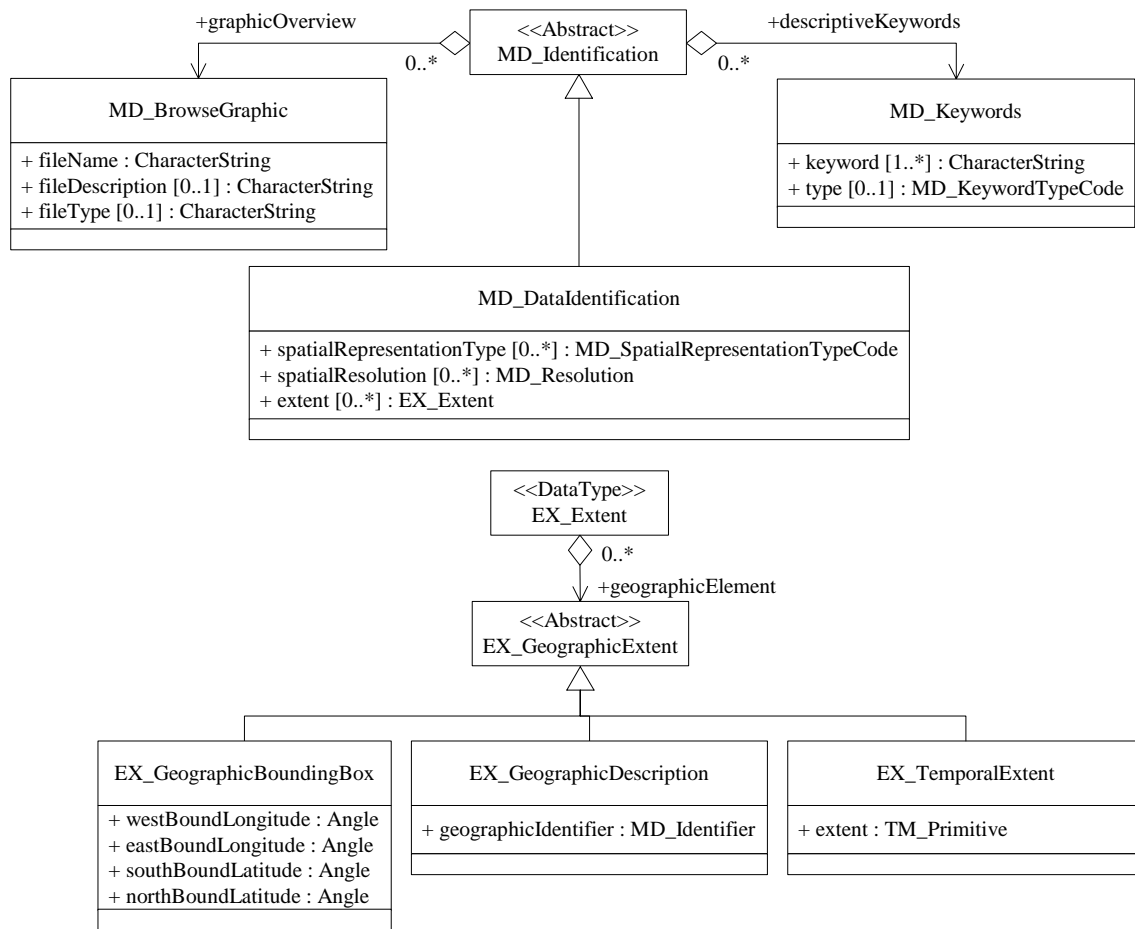 +graphicOverview
<<Abstract>>
MD_Identification
+descriptiveKeywords
0..*
0..*
MD_BrowseGraphic
+ fileName : CharacterString
+ fileDescription [0..1] : CharacterString
+ fileType [0..1] : CharacterString
MD_Keywords
+ keyword [1..*] : CharacterString
+ type [0..1] : MD_KeywordTypeCode
MD_DataIdentification
+ spatialRepresentationType [0..*] : MD_SpatialRepresentationTypeCode
+ spatialResolution [0..*] : MD_Resolution
+ extent [0..*] : EX_Extent
<<DataType>>
EX_Extent
0..*
+geographicElement
<<Abstract>>
EX_GeographicExtent
EX_GeographicBoundingBox
+ westBoundLongitude : Angle
+ eastBoundLongitude : Angle
+ southBoundLatitude : Angle
+ northBoundLatitude : Angle
EX_GeographicDescription
+ geographicIdentifier : MD_Identifier
EX_TemporalExtent
+ extent : TM_Primitive